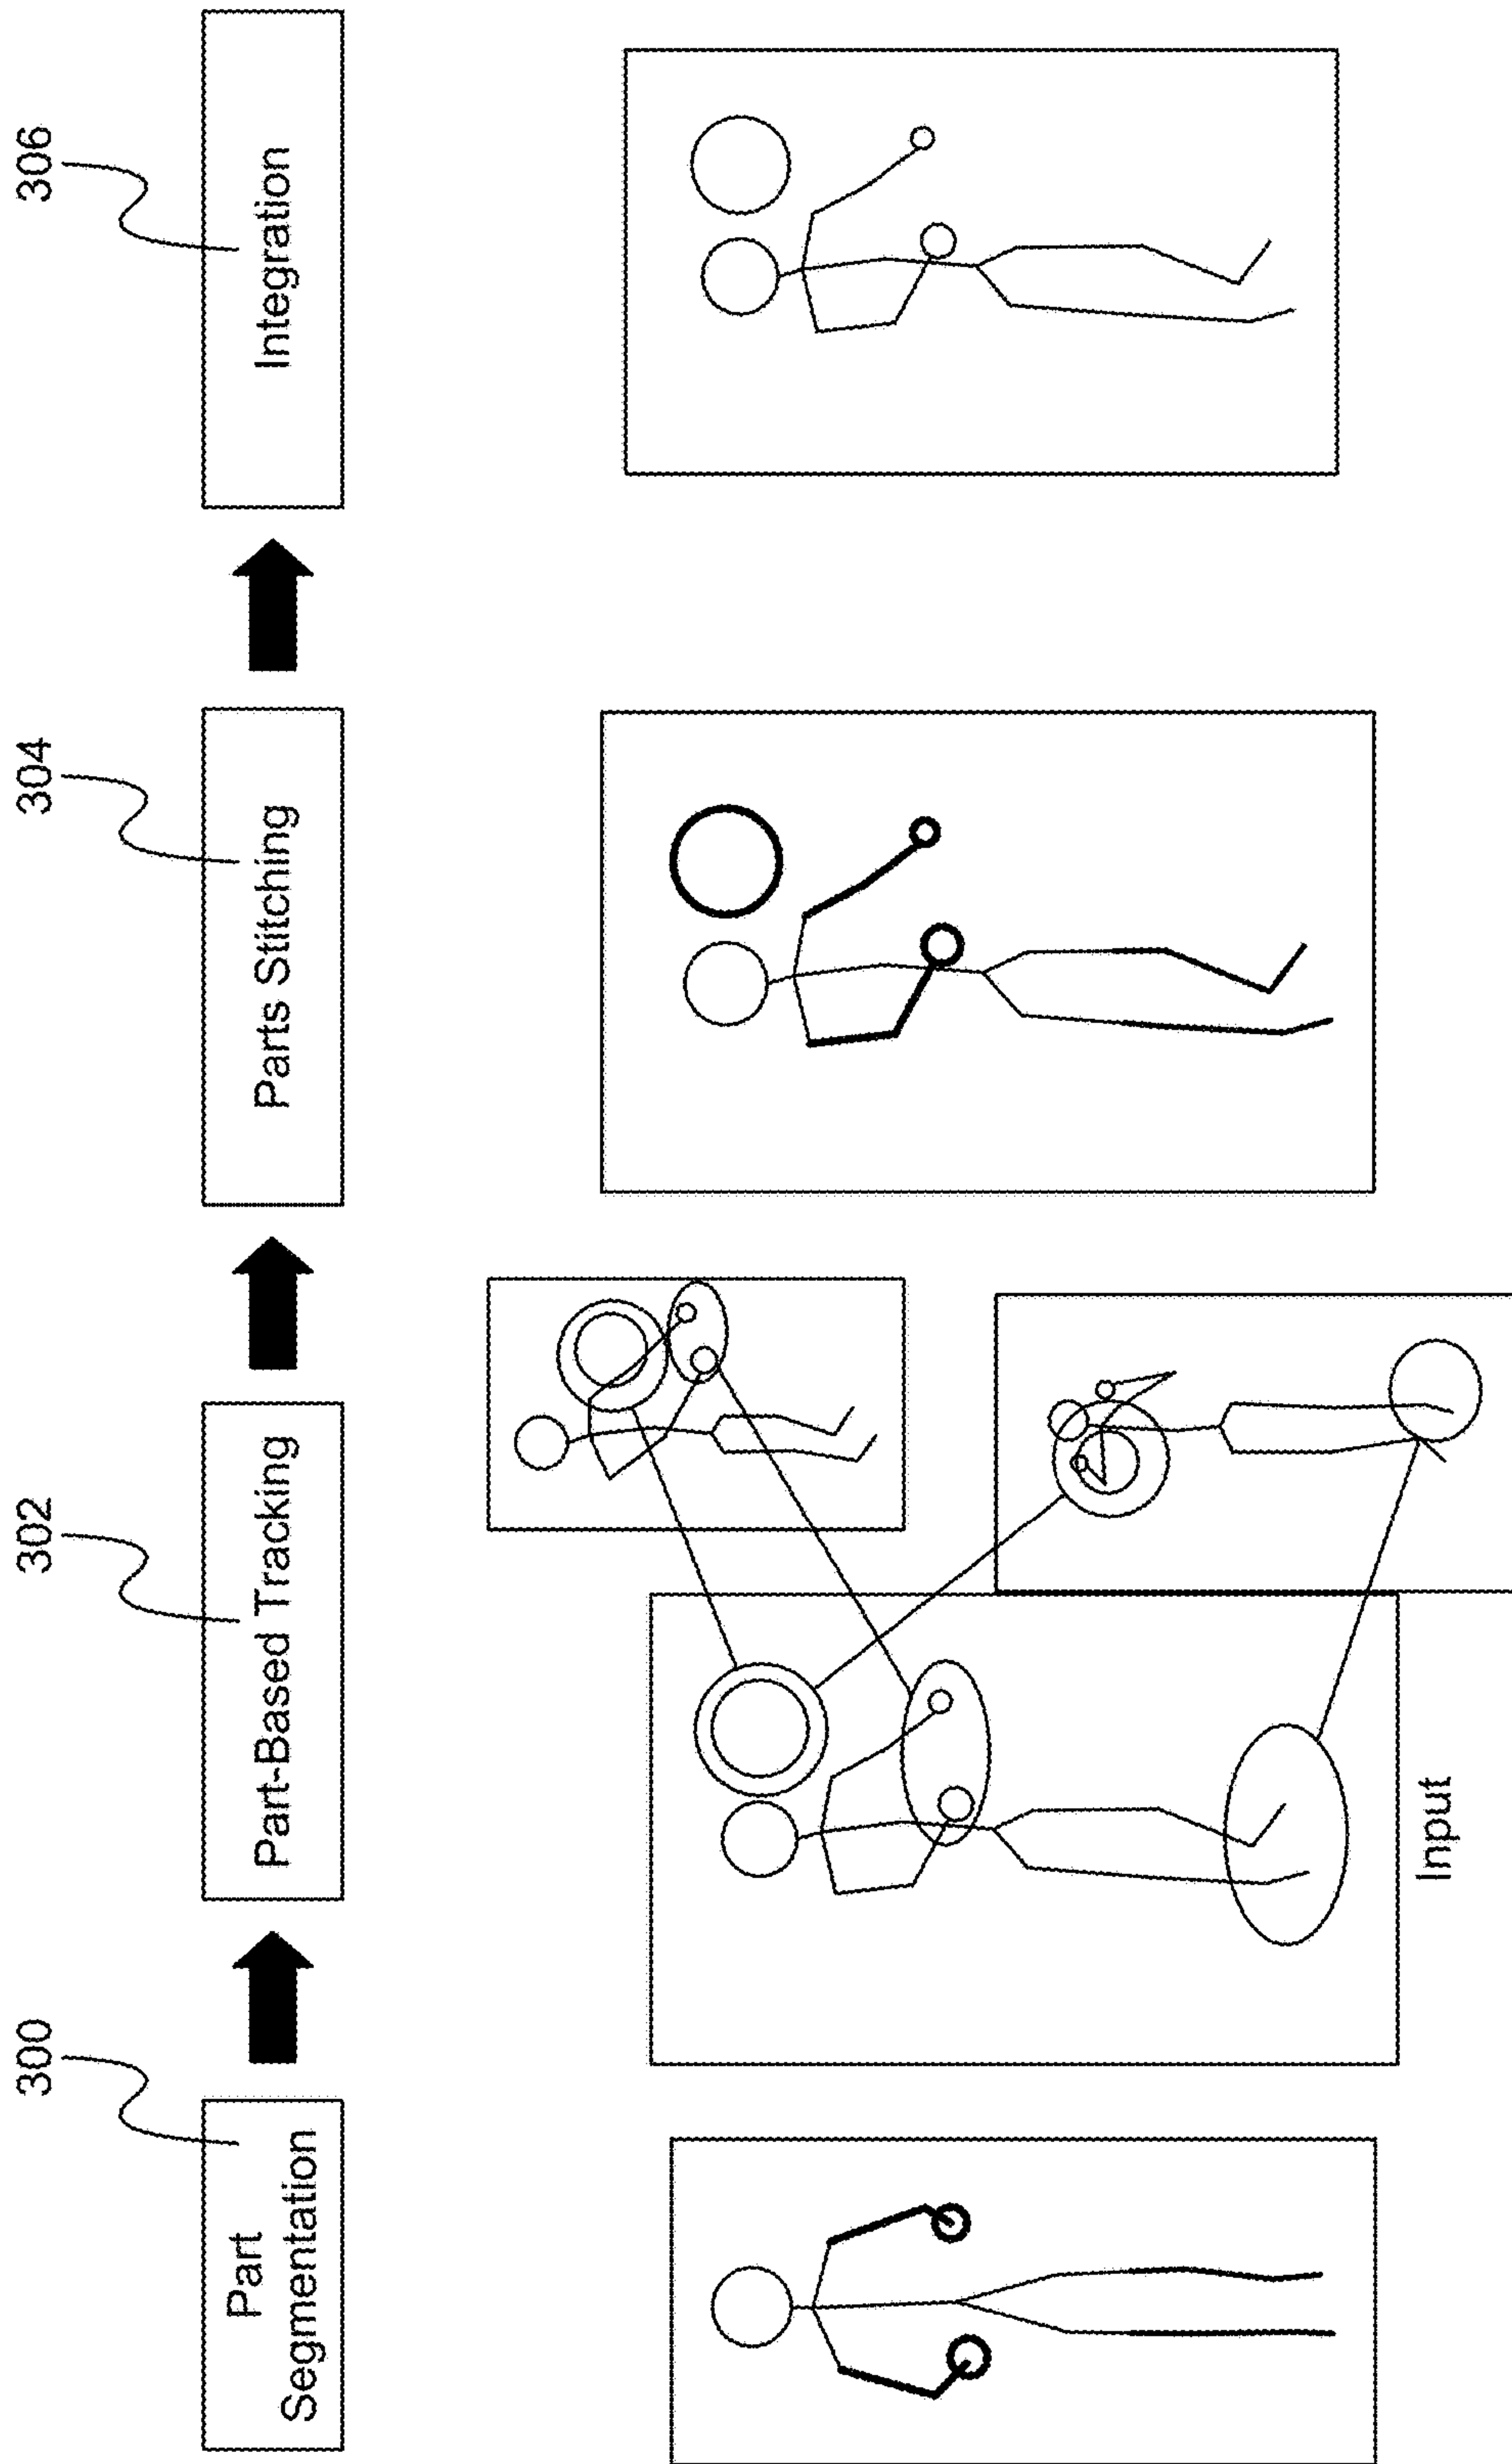 300
302
304
306
Part
Segmentation
Part-Based Tracking
Parts Stitching
Integration
Input